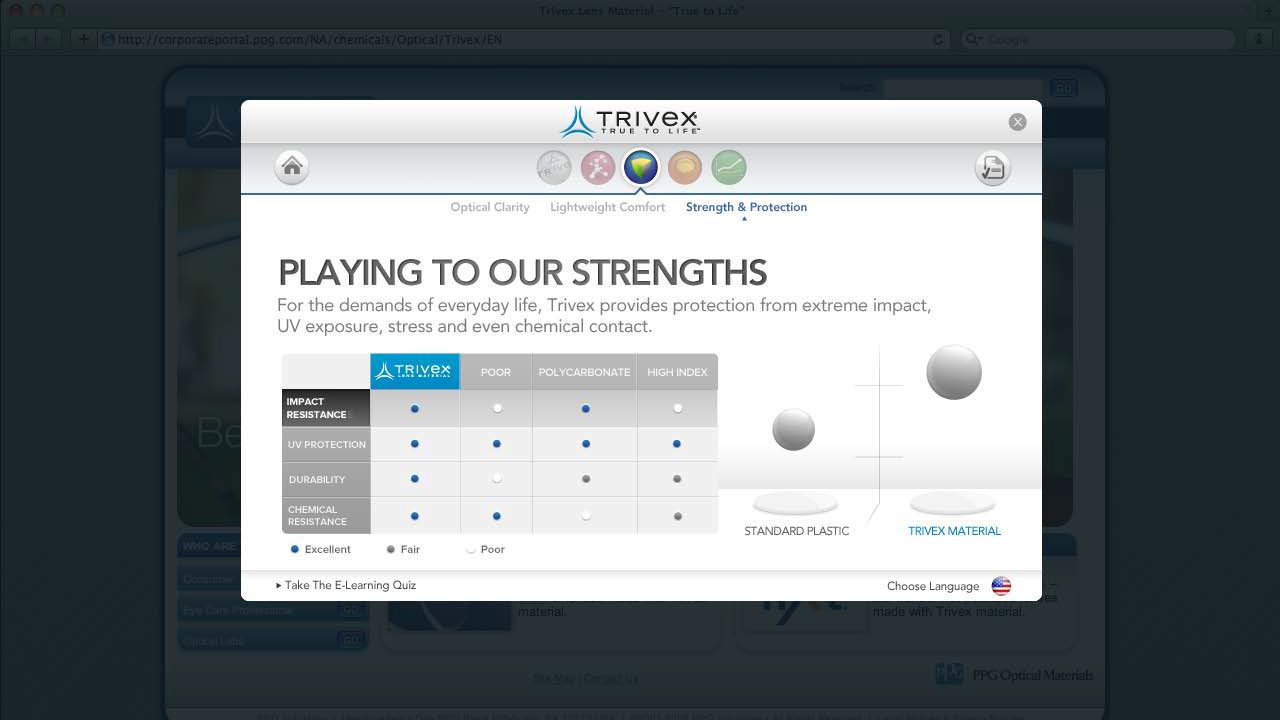 Trivex Lens Material – "True to Life"
http://corporateportal.ppg.com/NA/chemicals/Optical/Trivex/EN
Google
Search
GO
TRIVEX
TRUE TO LIFE
Optical Clarity Lightweight Comfort Strength & Protection
PLAYING TO OUR STRENGTHS
For the demands of everyday life, Trivex provides protection from extreme impact,
UV exposure, stress and even chemical contact.
TRIVEX LENS MATERIAL POOR POLYCARBONATE HIGH INDEX
IMPACT
RESISTANCE
UV PROTECTION
DURABILITY
CHEMICAL
RESISTANCE
Excellent Fair Poor
STANDARD PLASTIC TRIVEX MATERIAL
Take The E-Learning Quiz
Choose Language
Be
WHO ARE
Consumer
Eye Care Professional GO
Optical Labs GO
material.
made with Trivex material.
PPG PPG Optical Materials
Site Map | Contact Us